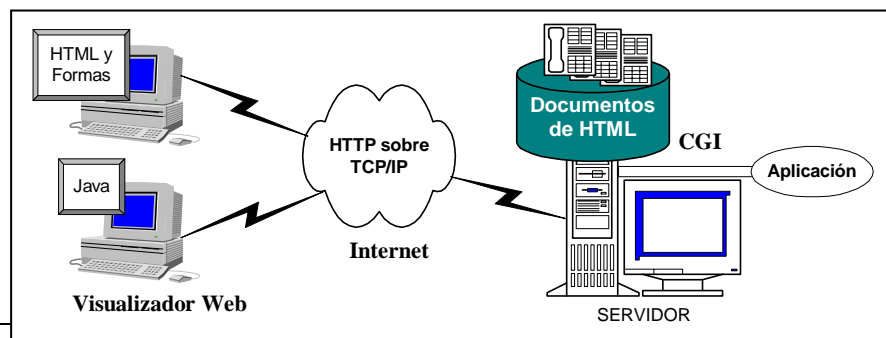 HTML y
Formas
Java
Visualizador Web
HTTP sobre
TCP/IP
Internet
Documentos
de HTML
CGI
Aplicación
SERVIDOR